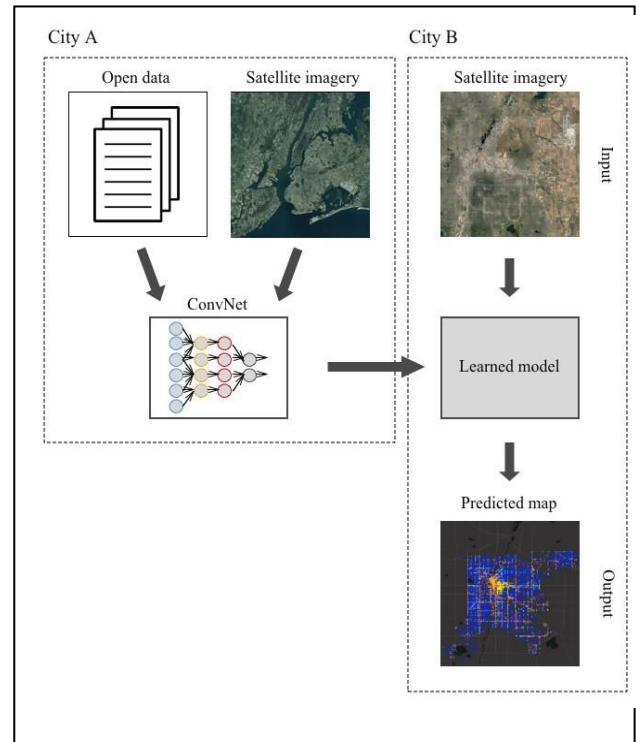 City A
Open data
Satellite imagery
ConvNet
City B
Satellite imagery
Input
Learned model
Predicted map
Output